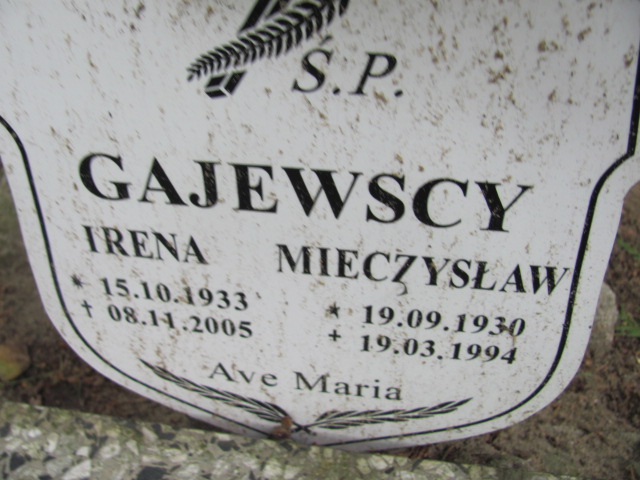 Ś.P.
GAJEWSCY
IRENA MIECZYSŁAW
* 15.10.1933 * 19.09.1930
† 08.11.2005 † 19.03.1994
Ave Maria